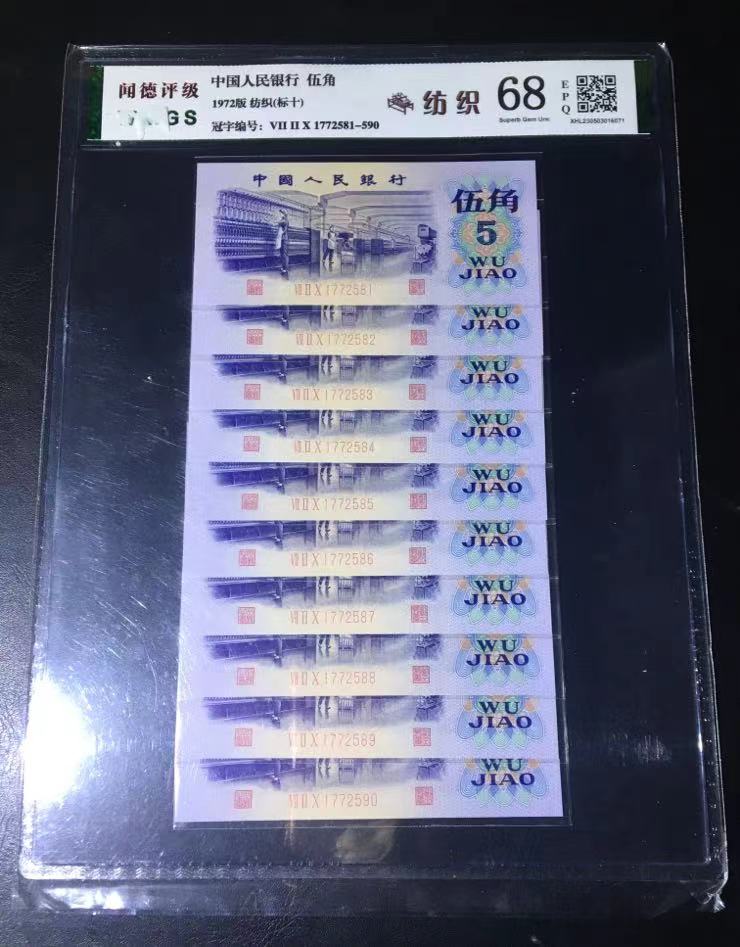 闻德评级
GS
中国人民银行 伍角
1972版 纺织(标十)
冠字编号: VII II X 1772581-590
纺织
68
Superb Gem Unc
EPQ
XHL230503016071
中國人民銀行
伍角
5
WU
JIAO
VII II X 1772581
WU
JIAO
VII II X 1772582
WU
JIAO
VII II X 1772583
WU
JIAO
VII II X 1772584
WU
JIAO
VII II X 1772585
WU
JIAO
VII II X 1772586
WU
JIAO
VII II X 1772587
WU
JIAO
VII II X 1772588
WU
JIAO
VII II X 1772589
WU
JIAO
VII II X 1772590